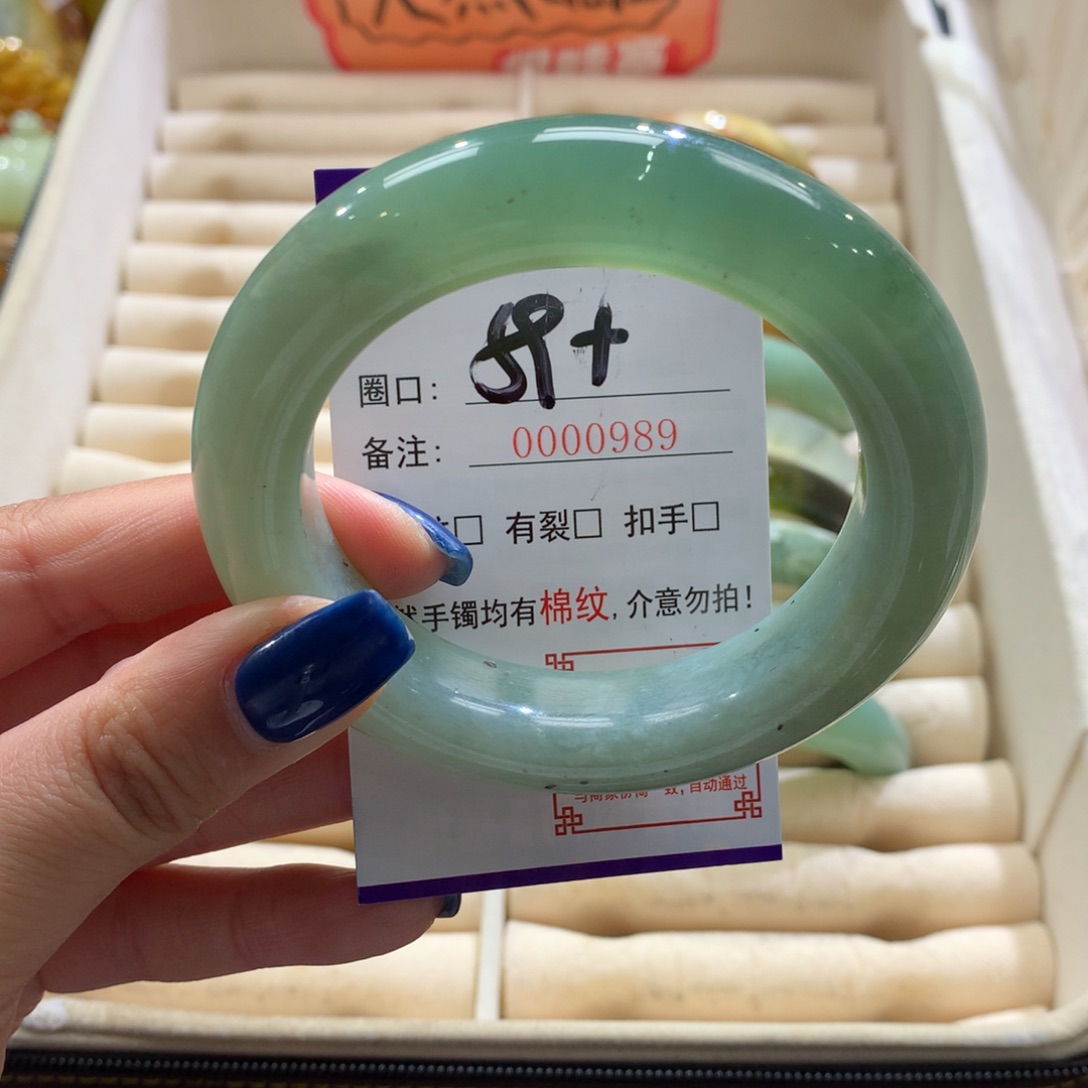 圈口: 59+
备注: 0000989
□ 有裂□ 扣手□
手镯均有棉纹,介意勿拍!
自动通过